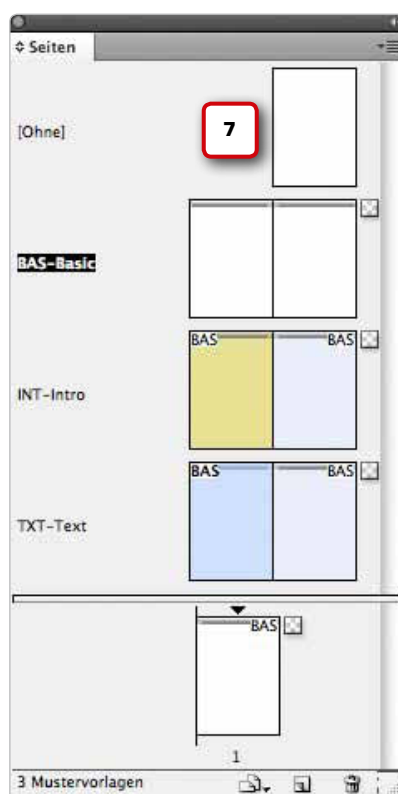 Seiten
[Ohne]
7
BAS-Basic
BAS BAS
INT-Intro
BAS BAS
TXT-Text
BAS
1
3 Mustervorlagen